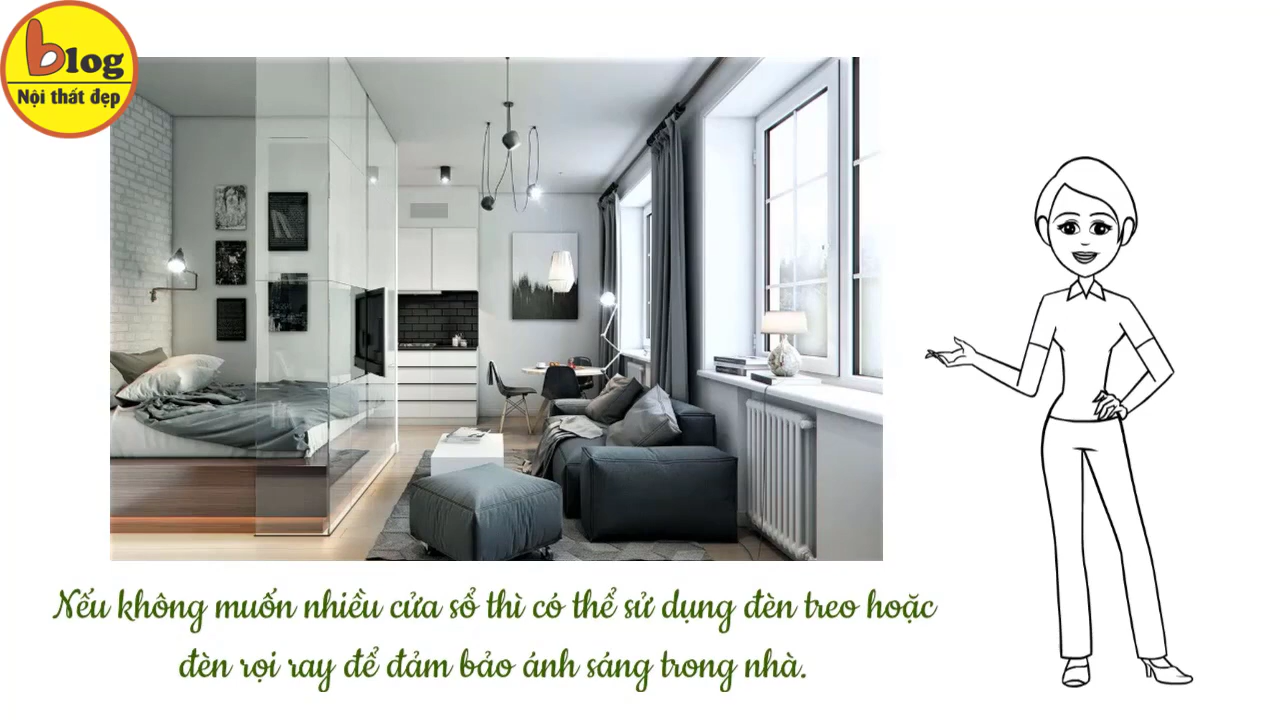 blog
Nội thất đẹp
Nếu không muốn nhiều cửa sổ thì có thể sử dụng đèn treo hoặc
đèn rọi ray để đảm bảo ánh sáng trong nhà.